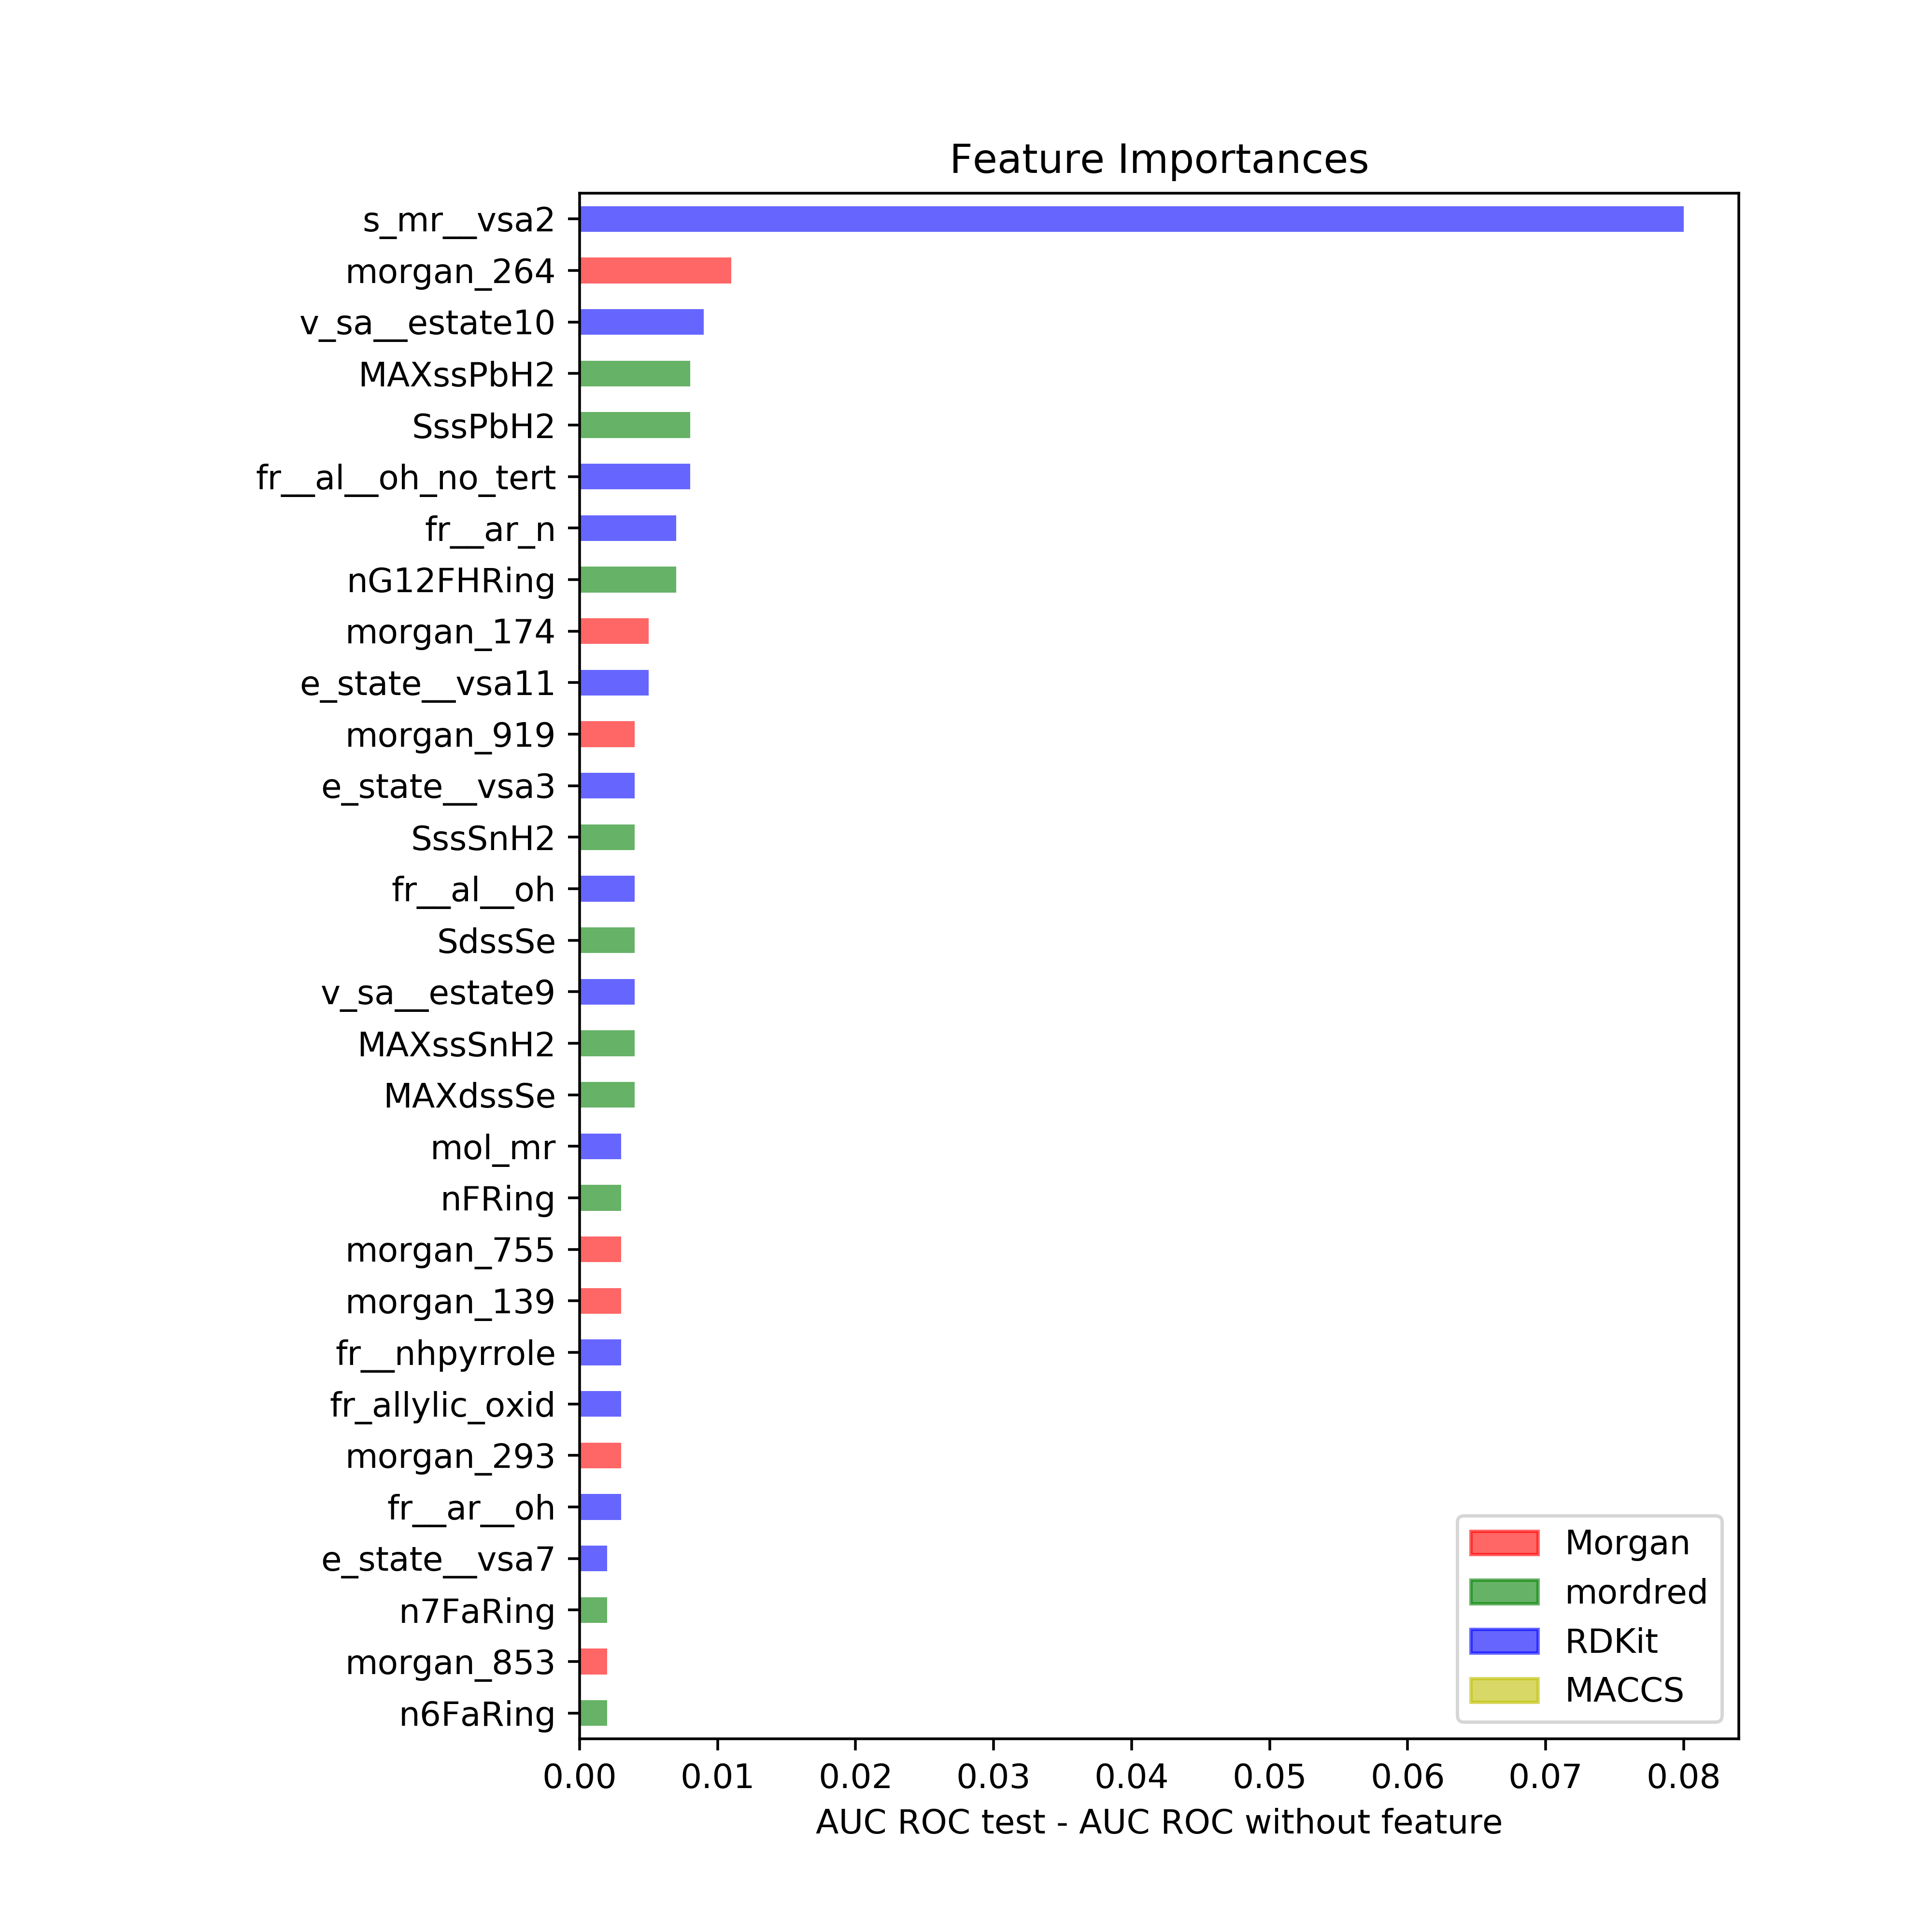 Feature Importances
s_mr__vsa2
morgan_264
v_sa__estate10
MAXssPbH2
SssPbH2
fr__al__oh_no_tert
fr__ar_n
nG12FHRing
morgan_174
e_state__vsa11
morgan_919
e_state__vsa3
SssSnH2
fr__al__oh
SdssSe
v_sa__estate9
MAXssSnH2
MAXdssSe
mol_mr
nFRing
morgan_755
morgan_139
fr__nhpyrrole
fr_allylic_oxid
morgan_293
fr__ar__oh
e_state__vsa7
n7FaRing
morgan_853
n6FaRing
Morgan
mordred
RDKit
MACCS
0.00 0.01 0.02 0.03 0.04 0.05 0.06 0.07 0.08
AUC ROC test - AUC ROC without feature